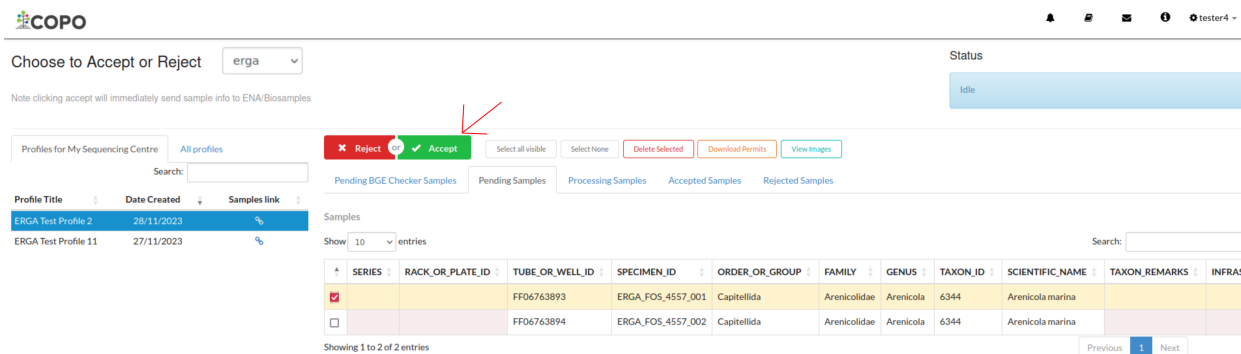 COPO
tester4
Choose to Accept or Reject erga
Status
Note clicking accept will immediately send sample info to ENA/Biosamples
Idle
Profiles for My Sequencing Centre All profiles
Search:
Profile Title Date Created Samples link
ERGA Test Profile 2 28/11/2023
ERGA Test Profile 11 27/11/2023
Reject or Accept Select all visible Select None Delete Selected Download Permits View Images
Pending BGE Checker Samples Pending Samples Processing Samples Accepted Samples Rejected Samples
Samples
Show 10 entries Search:
SERIES RACK_OR_PLATE_ID TUBE_OR_WELL_ID SPECIMEN_ID ORDER_OR_GROUP FAMILY GENUS TAXON_ID SCIENTIFIC_NAME TAXON_REMARKS INFRAS
FF06763893 ERGA_FOS_4557_001 Capitellida Arenicolidae Arenicola 6344 Arenicola marina
FF06763894 ERGA_FOS_4557_002 Capitellida Arenicolidae Arenicola 6344 Arenicola marina
Showing 1 to 2 of 2 entries Previous 1 Next